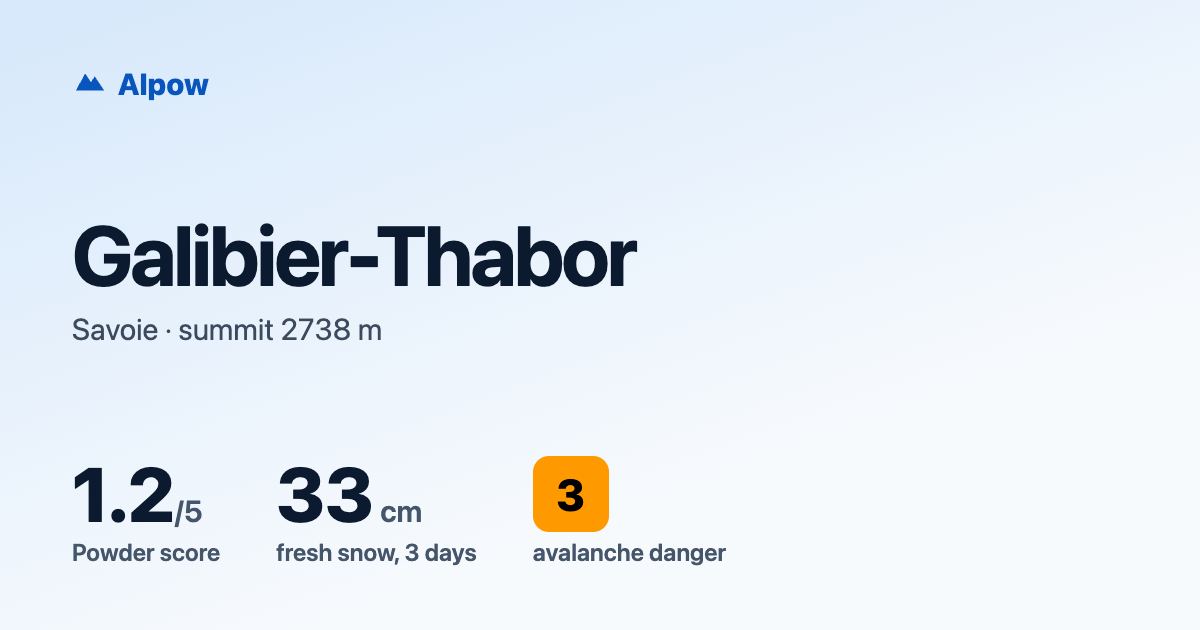 Alpow
Galibier-Thabor
Savoie · summit 2738 m
1.2/5
Powder score
33 cm
fresh snow, 3 days
3
avalanche danger